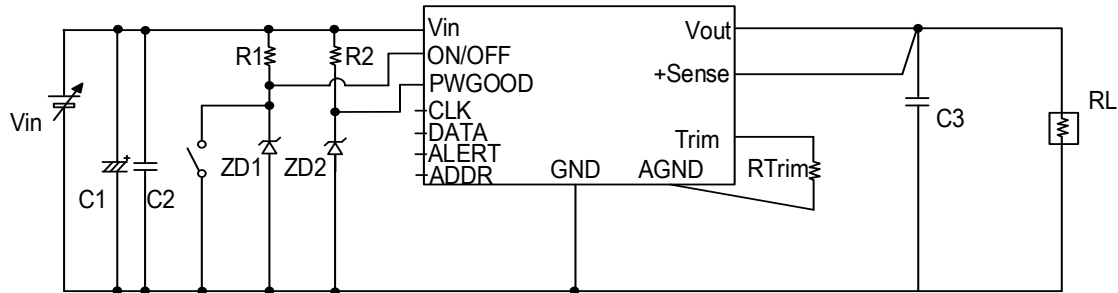 Vin
Vout
R1
R2
ON/OFF
+Sense
PWGOOD
RL
CLK
C3
Vin
DATA
Trim
ZD1
ZD2
ALERT
GND
AGND
RTrim
ADDR
C1
+
C2